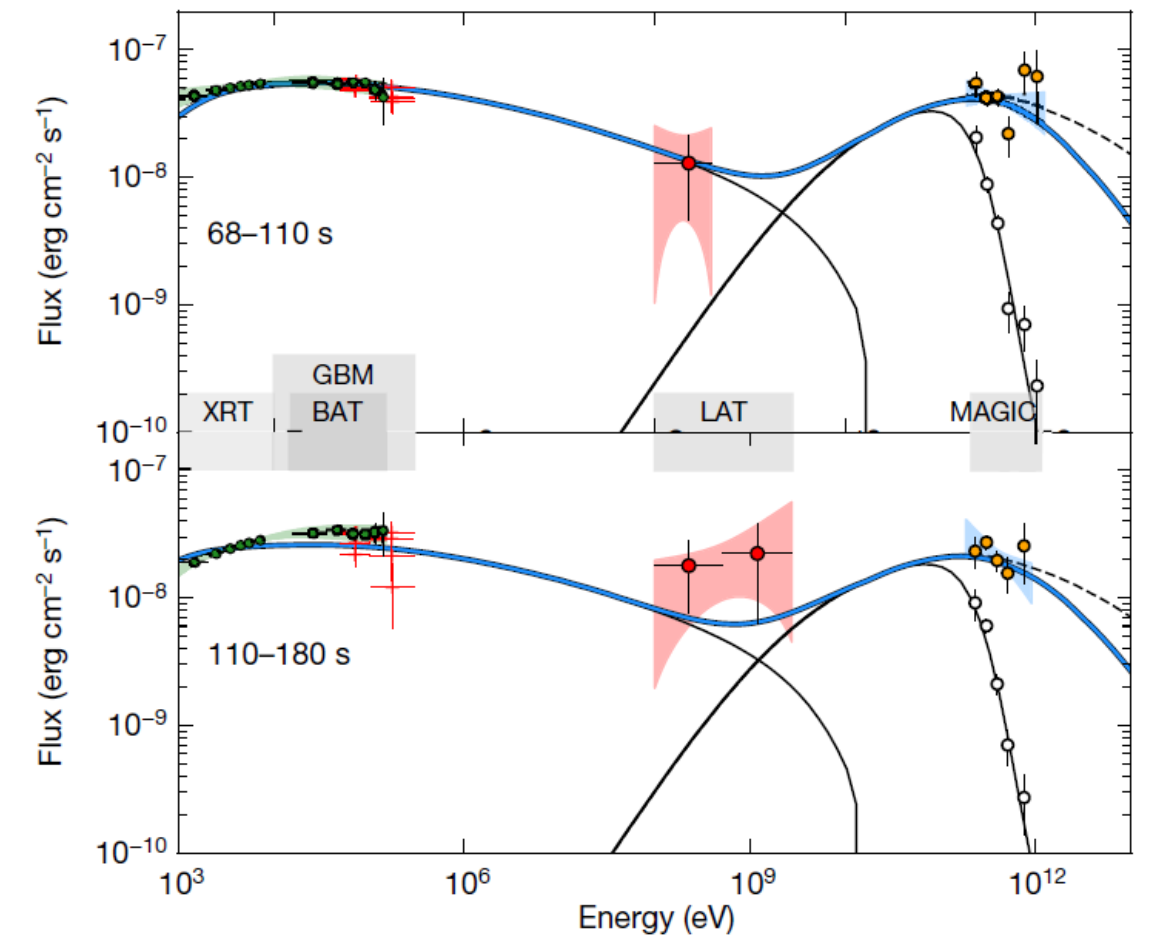 10⁻⁷
10⁻⁸
10⁻⁹
10⁻¹⁰
Flux (erg cm⁻² s⁻¹)
68–110 s
GBM
XRT
BAT
LAT
MAGIC
10⁻⁷
10⁻⁸
10⁻⁹
10⁻¹⁰
Flux (erg cm⁻² s⁻¹)
110–180 s
10³
10⁶
10⁹
10¹²
Energy (eV)